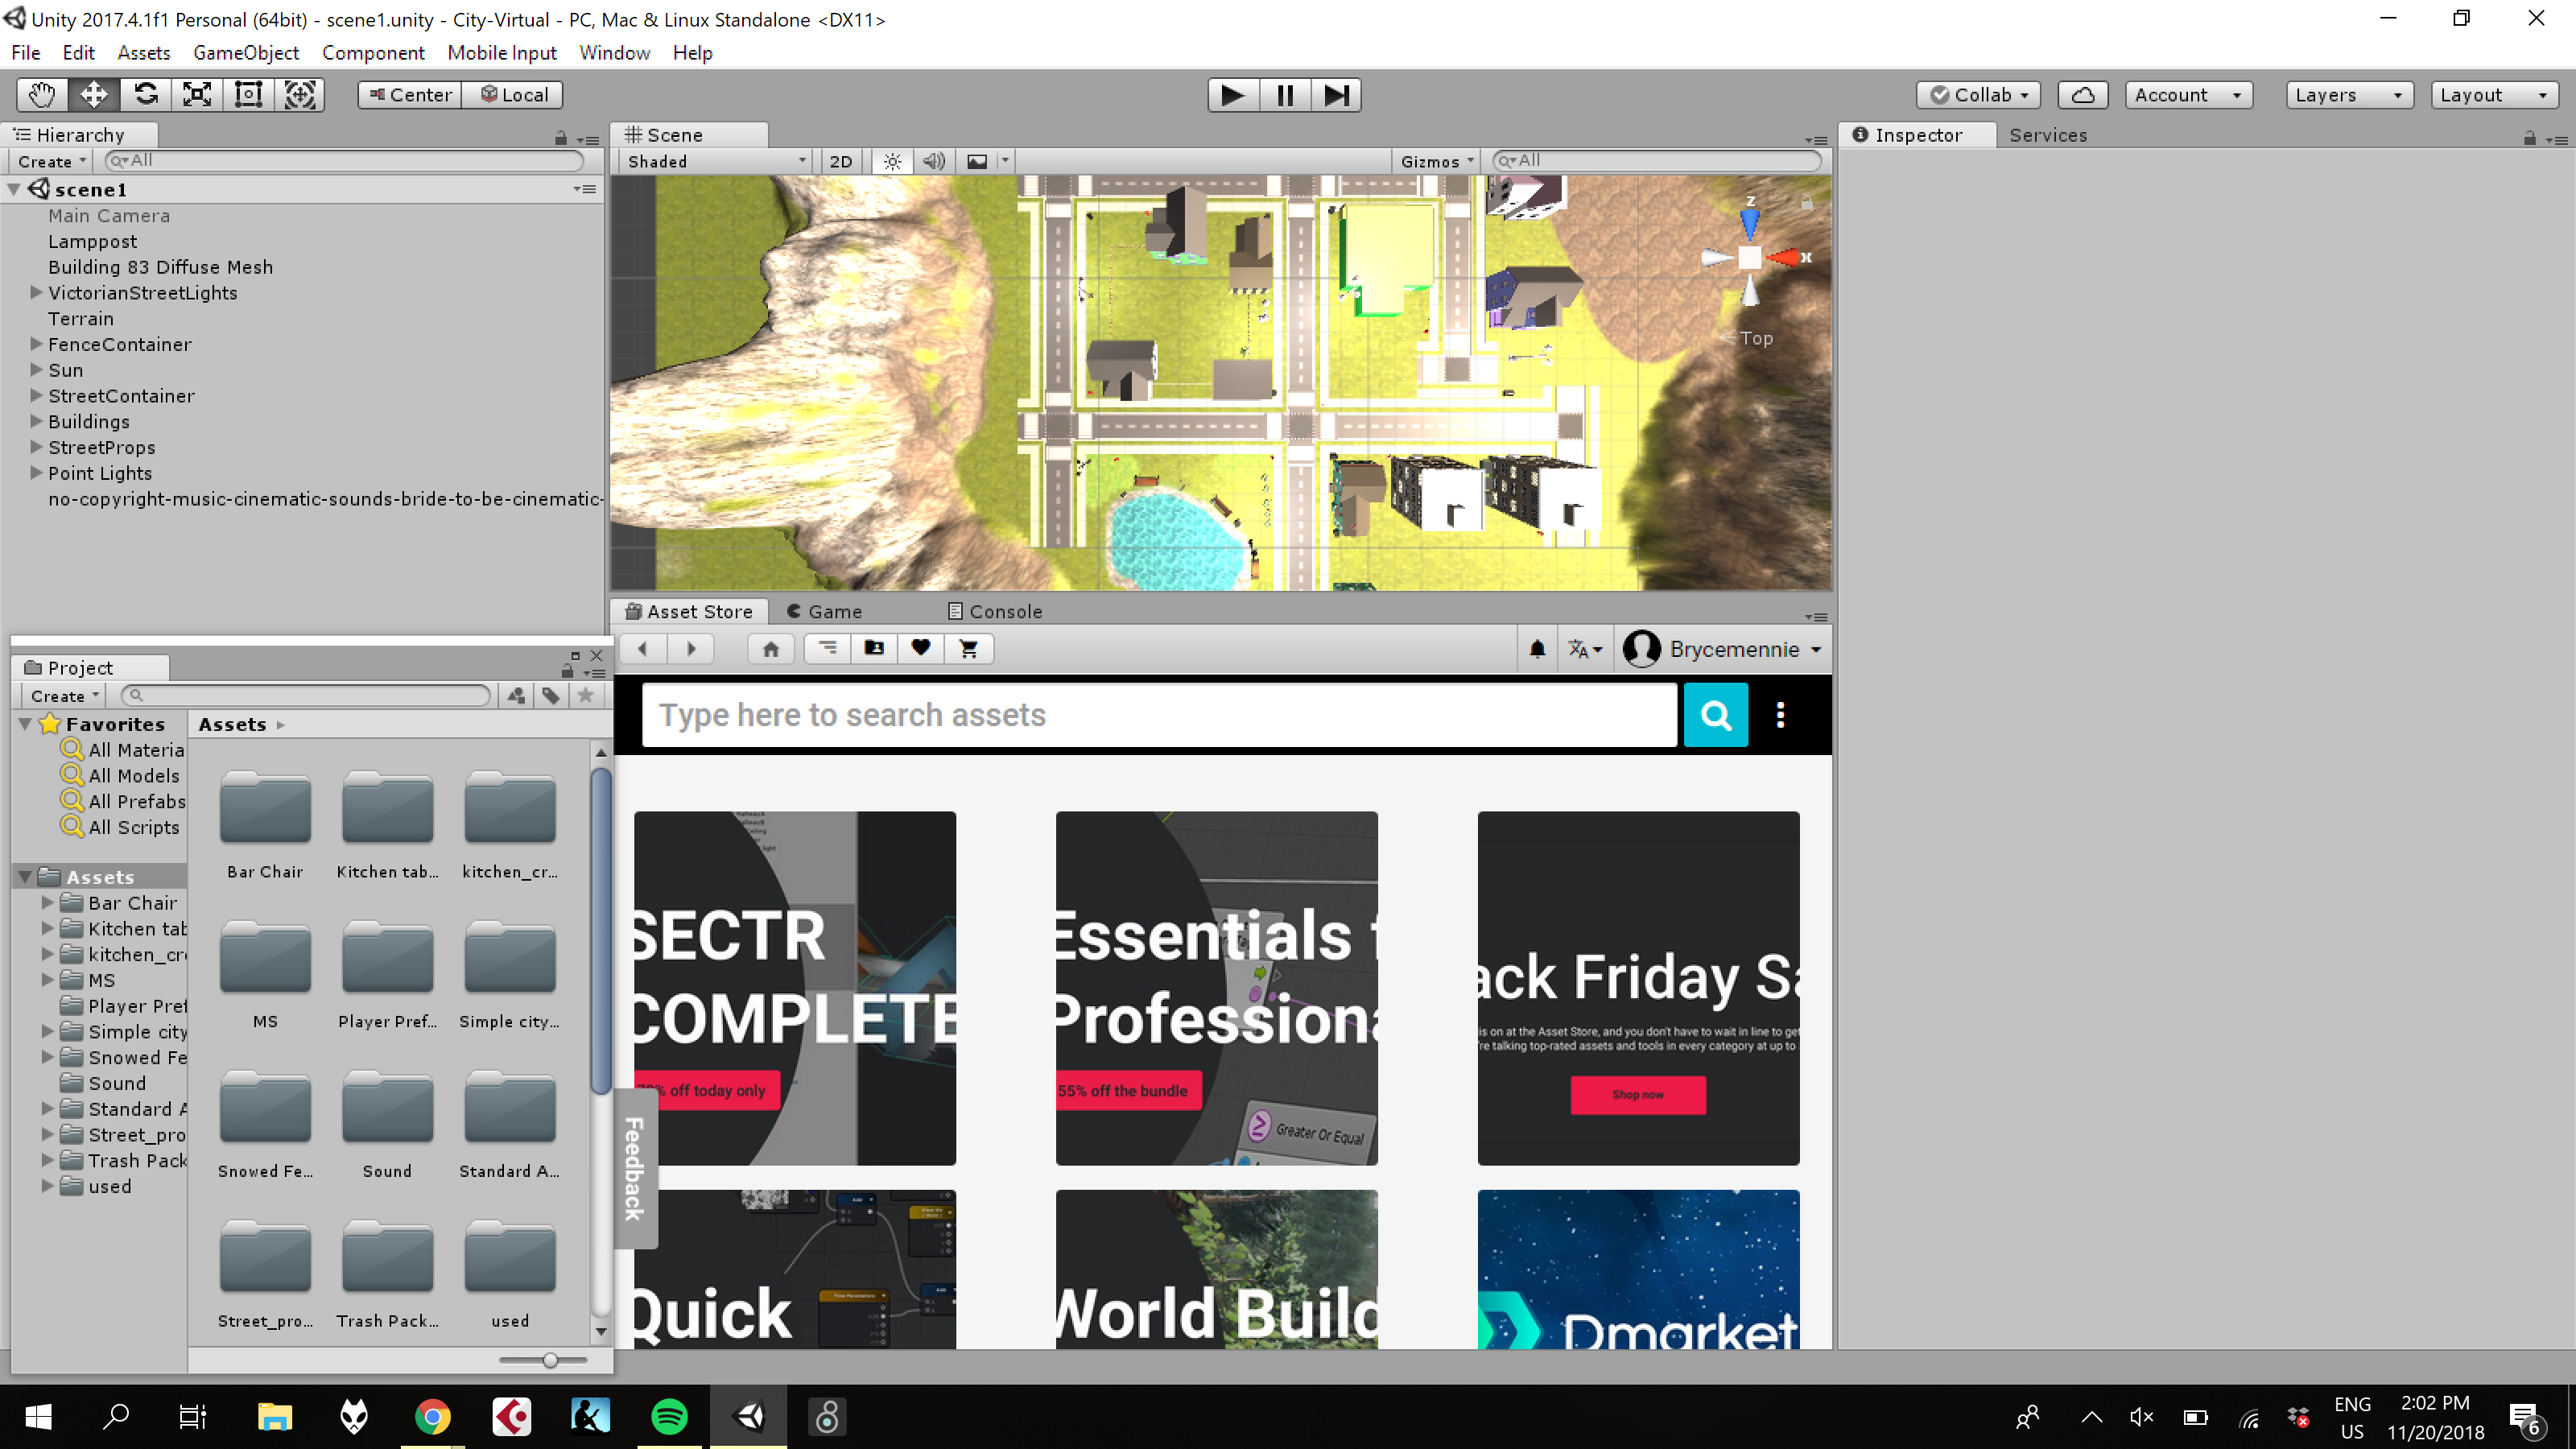 Unity 2017.4.1f1 Personal (64bit) - scene1.unity - City-Virtual - PC, Mac & Linux Standalone <DX11>
File Edit Assets GameObject Component Mobile Input Window Help
Center Local Collab Account Layers Layout
Hierarchy
Create All
scene1
Main Camera
Lamppost
Building 83 Diffuse Mesh
VictorianStreetLights
Terrain
FenceContainer
Sun
StreetContainer
Buildings
StreetProps
Point Lights
no-copyright-music-cinematic-sounds-bride-to-be-cinematic-
Scene
Shaded 2D Gizmos All
z
x
Top
Inspector Services
Project
Create
Favorites
All Materia
All Models
All Prefabs
All Scripts
Assets
Bar Chair
Kitchen tab
kitchen_cr
MS
Player Pref
Simple city
Snowed Fe
Sound
Standard A
Street_pro
Trash Pack
used
Assets
Bar Chair Kitchen tab... kitchen_cr...
MS Player Pref... Simple city...
Snowed Fe... Sound Standard A...
Street_pro... Trash Pack... used
Asset Store Game Console
Brycemennie
Type here to search assets
SECTR
COMPLETE
% off today only
Essentials f
Professiona
55% off the bundle
Greater Or Equal
ack Friday Sa
is on at the Asset Store, and you don't have to wait in line to get
're talking top-rated assets and tools in every category at up to
Shop now
Feedback
Quick
World Build
Dmarket
ENG
US
2:02 PM
11/20/2018
6